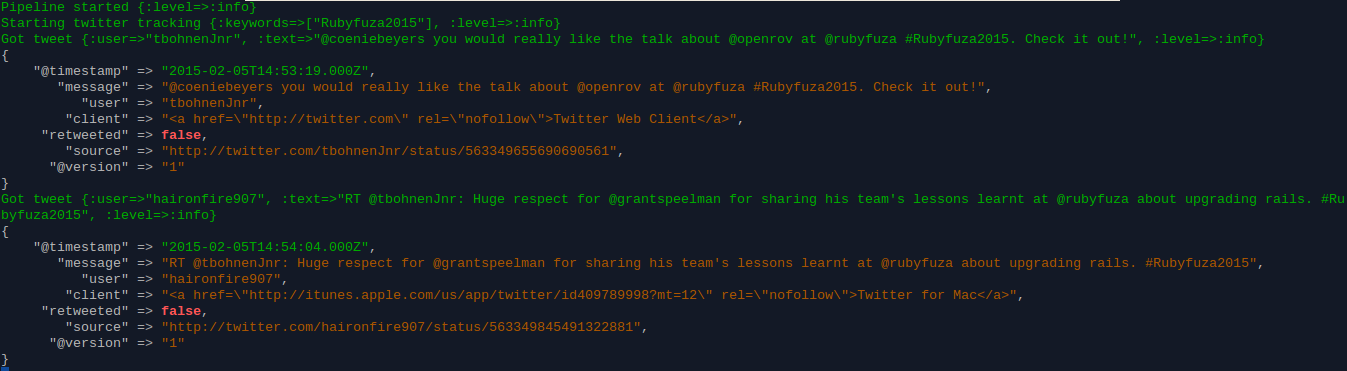 Pipeline started {:level=>:info}
Starting twitter tracking {:keywords=>["Rubyfuza2015"], :level=>:info}
Got tweet {:user=>"tbohnenJnr", :text=>"@coeniebeyers you would really like the talk about @openrov at @rubyfuza #Rubyfuza2015. Check it out!", :level=>:info}
{
    "@timestamp" => "2015-02-05T14:53:19.000Z",
       "message" => "@coeniebeyers you would really like the talk about @openrov at @rubyfuza #Rubyfuza2015. Check it out!",
          "user" => "tbohnenJnr",
        "client" => "<a href=\"http://twitter.com\" rel=\"nofollow\">Twitter Web Client</a>",
     "retweeted" => false,
        "source" => "http://twitter.com/tbohnenJnr/status/563349655690690561",
      "@version" => "1"
}
Got tweet {:user=>"haironfire907", :text=>"RT @tbohnenJnr: Huge respect for @grantspeelman for sharing his team's lessons learnt at @rubyfuza about upgrading rails. #Ru
byfuza2015", :level=>:info}
{
    "@timestamp" => "2015-02-05T14:54:04.000Z",
       "message" => "RT @tbohnenJnr: Huge respect for @grantspeelman for sharing his team's lessons learnt at @rubyfuza about upgrading rails. #Rubyfuza2015",
          "user" => "haironfire907",
        "client" => "<a href=\"http://itunes.apple.com/us/app/twitter/id409789998?mt=12\" rel=\"nofollow\">Twitter for Mac</a>",
     "retweeted" => false,
        "source" => "http://twitter.com/haironfire907/status/563349845491322881",
      "@version" => "1"
}